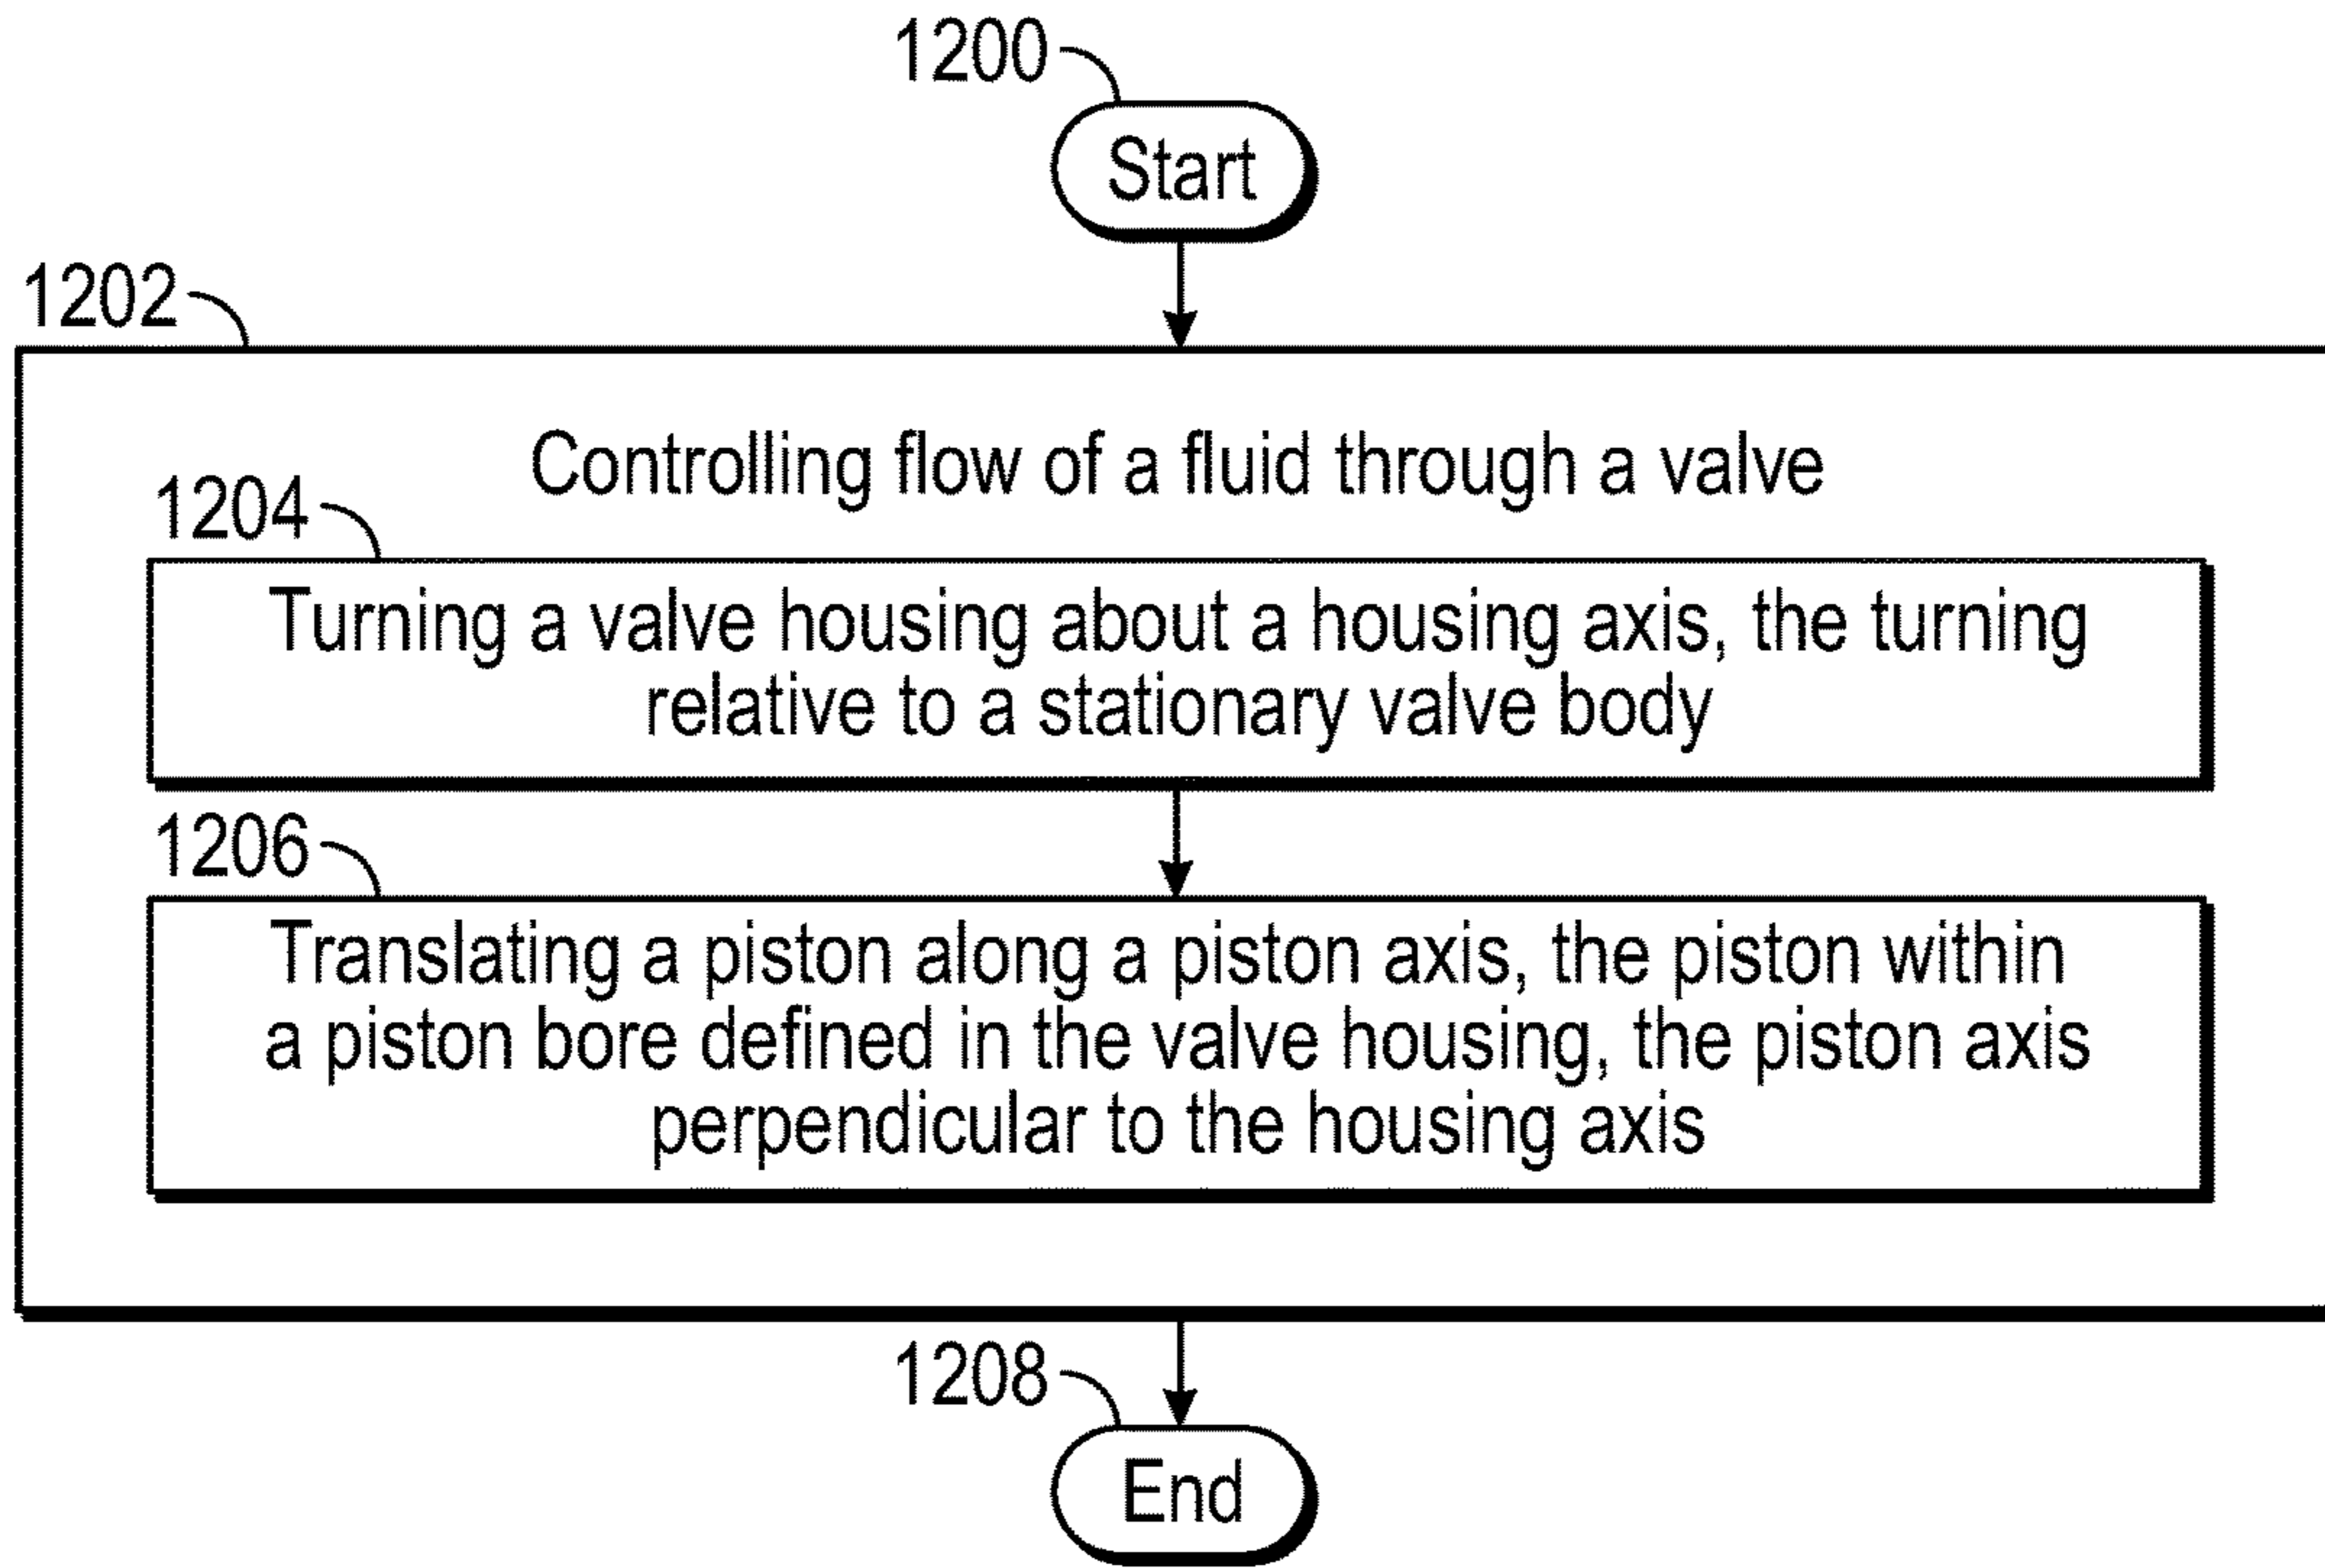 1200
Start
1202
Controlling flow of a fluid through a valve
1204
Turning a valve housing about a housing axis, the turning
relative to a stationary valve body
1206
Translating a piston along a piston axis, the piston within
a piston bore defined in the valve housing, the piston axis
perpendicular to the housing axis
1208
End